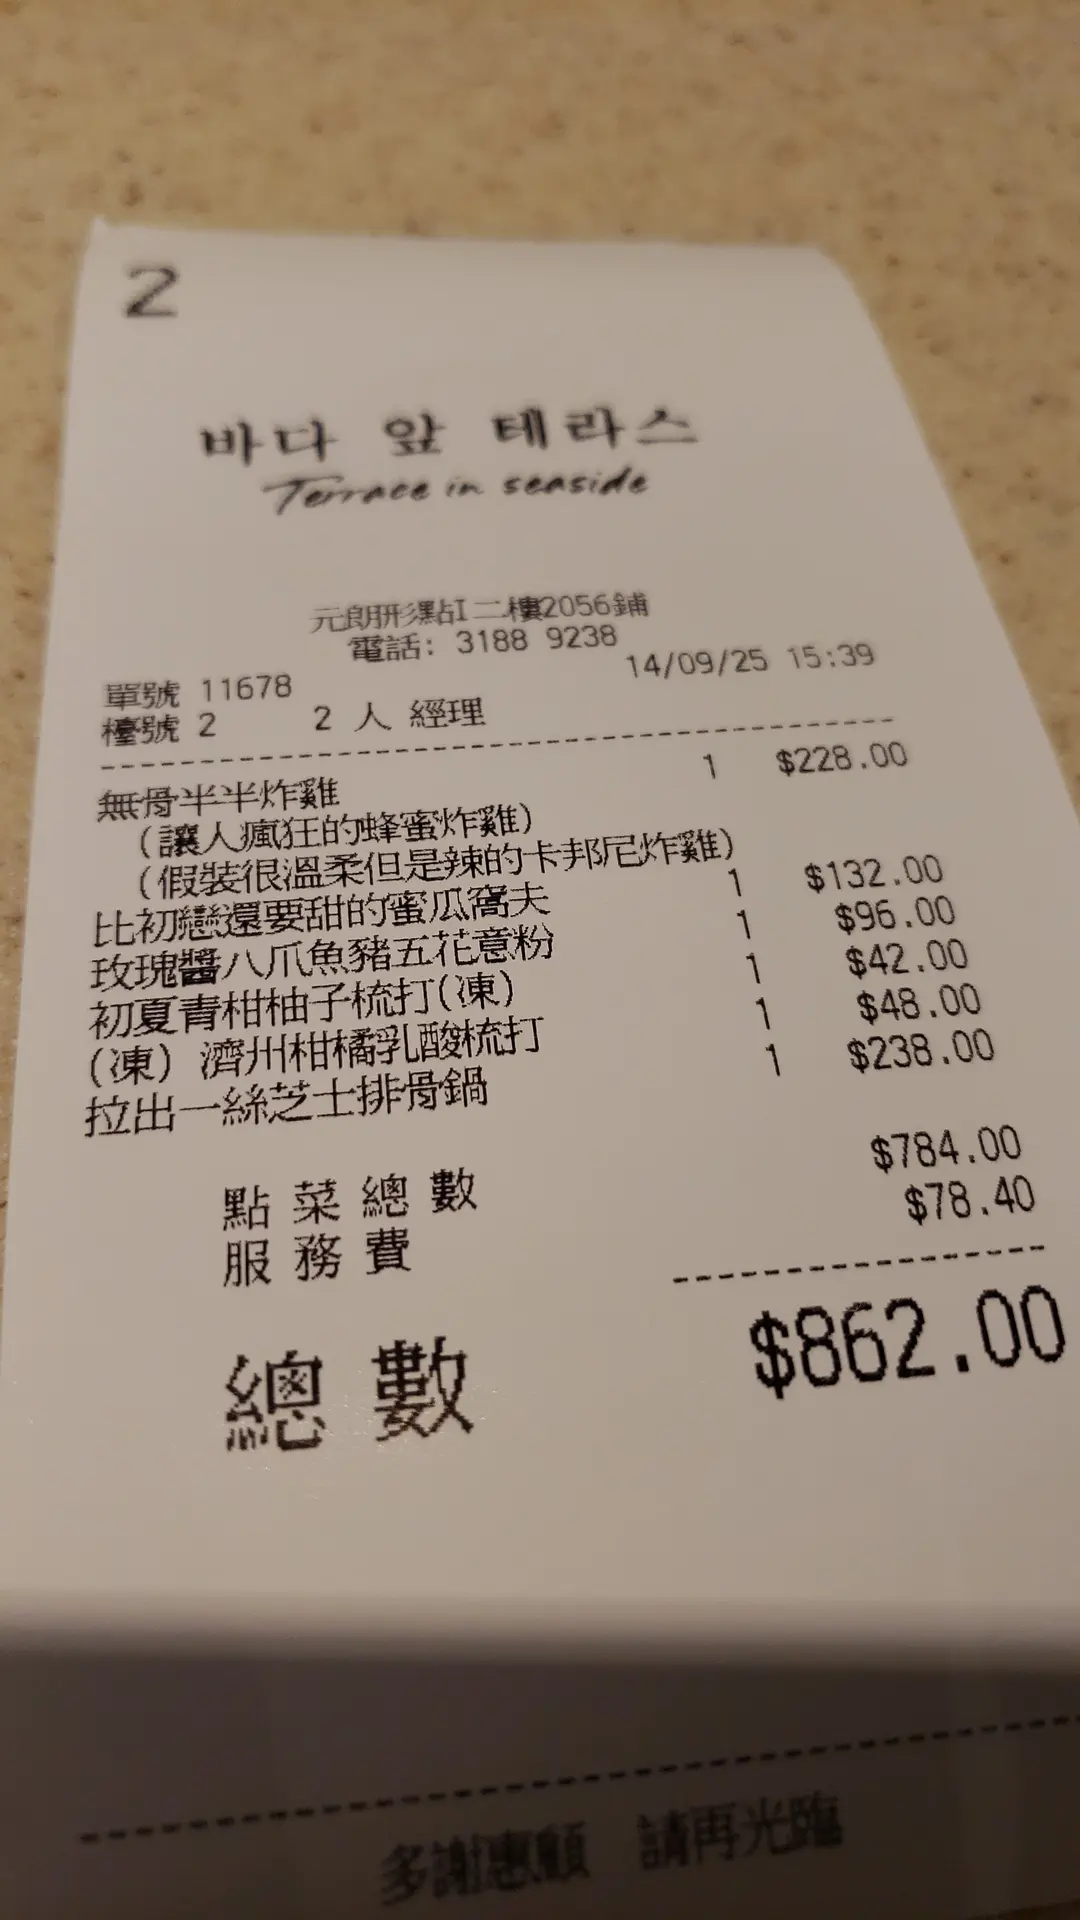 2
바다 앞 테라스
Terrace in seaside
元朗形點I二樓2056鋪
電話: 3188 9238
單號 11678 14/09/25 15:39
檯號 2 2 人 經理
無骨半半炸雞 1 $228.00
(讓人瘋狂的蜂蜜炸雞)
(假裝很溫柔但是辣的卡邦尼炸雞)
比初戀還要甜的蜜瓜窩夫 1 $132.00
玫瑰醬八爪魚豬五花意粉 1 $96.00
初夏青柑柚子梳打(凍) 1 $42.00
(凍) 濟州柑橘乳酸梳打 1 $48.00
拉出一絲芝士排骨鍋 1 $238.00
點菜總數 $784.00
服務費 $78.40
總數 $862.00
多謝惠顧 請再光臨